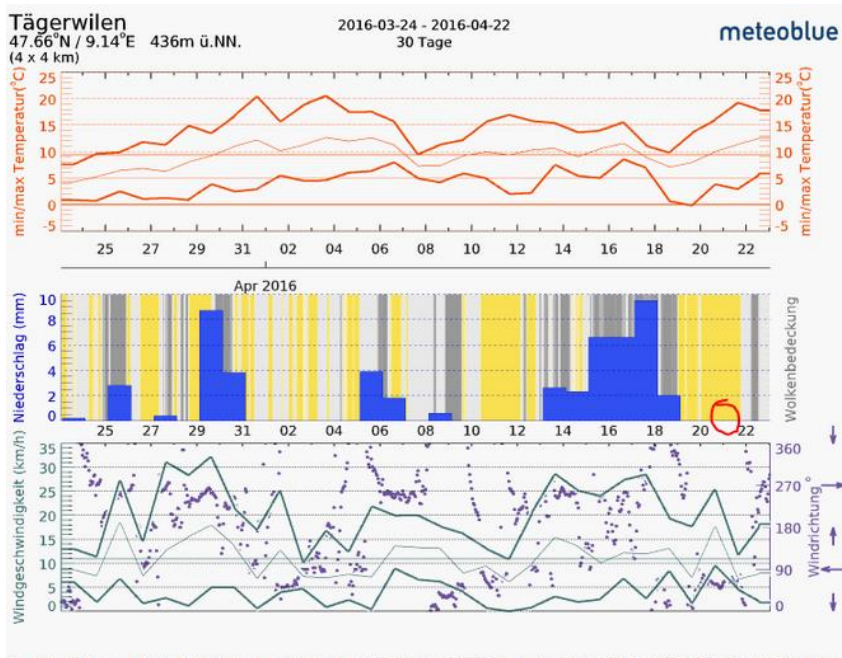 Tägerwilen
47.66°N / 9.14°E 436m ü.NN.
(4 x 4 km)
2016-03-24 - 2016-04-22
30 Tage
meteoblue
min/max Temperatur(°C)
25
20
15
10
5
0
-5
25
20
15
10
5
0
-5
min/max Temperatur (°C)
25 27 29 31 02 04 06 08 10 12 14 16 18 20 22
Apr 2016
Niederschlag (mm)
10
8
6
4
2
0
Wolkenbedeckung
25 27 29 31 02 04 06 08 10 12 14 16 18 20 22
Windgeschwindigkeit (km/h)
35
30
25
20
15
10
5
0
360
270
180
90
0
Windrichtung°